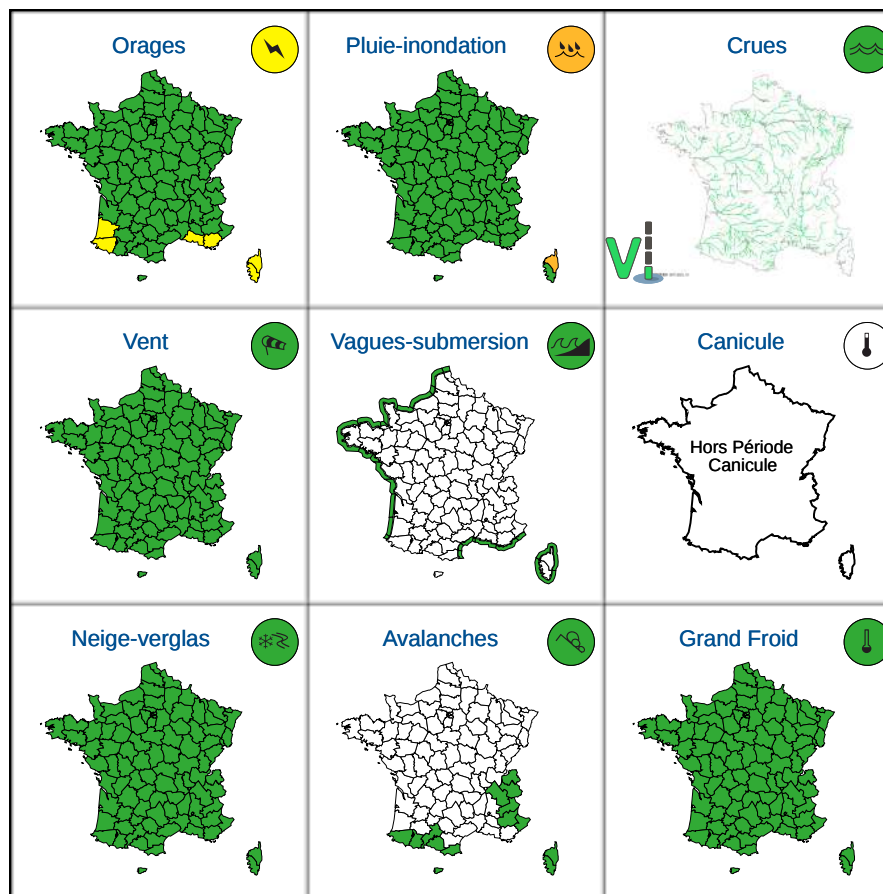 Orages
Pluie-inondation
Crues
Vent
Vagues-submersion
Canicule
Hors Période
Canicule
Neige-verglas
Avalanches
Grand Froid